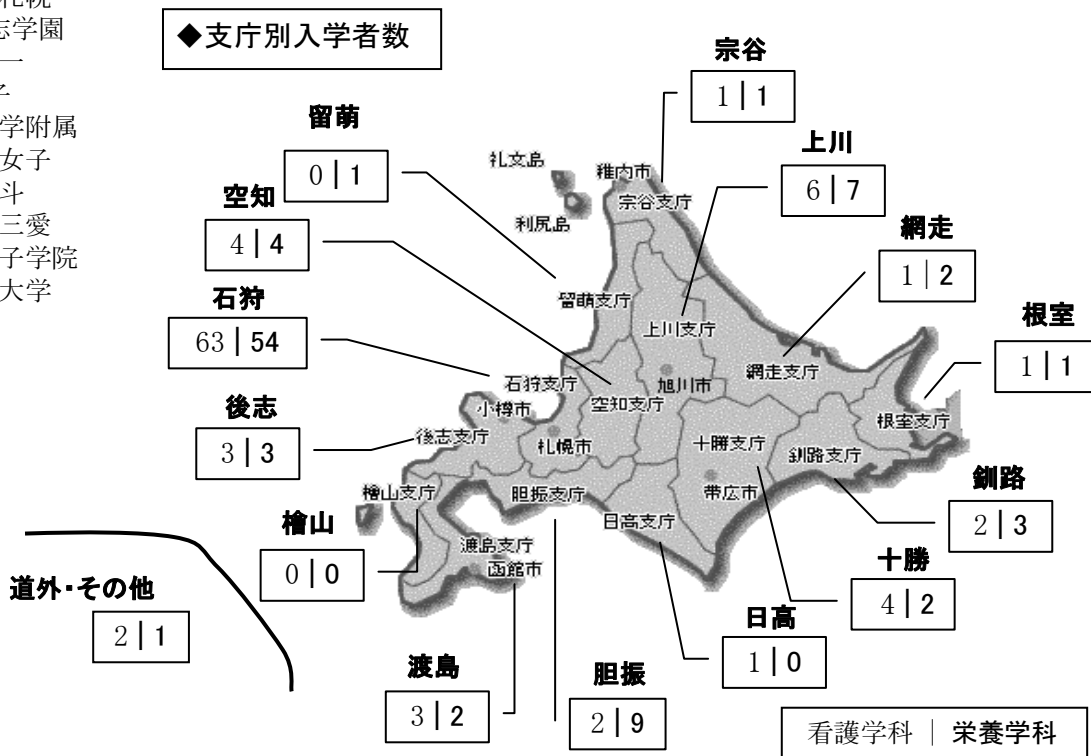 札幌
志学園
一
子
学附属
女子
斗
三愛
子学院
大学
◆支庁別入学者数
宗谷
1 | 1
留萌
0 | 1
上川
6 | 7
空知
4 | 4
網走
1 | 2
石狩
63 | 54
根室
1 | 1
後志
3 | 3
釧路
2 | 3
檜山
0 | 0
十勝
4 | 2
道外・その他
2 | 1
日高
1 | 0
渡島
3 | 2
胆振
2 | 9
礼文島
稚内市
宗谷支庁
利尻島
留萌支庁
上川支庁
網走支庁
石狩支庁
旭川市
小樽市
空知支庁
根室支庁
後志支庁
札幌市
十勝支庁
釧路支庁
檜山支庁
胆振支庁
帯広市
日高支庁
渡島支庁
函館市
看護学科 | 栄養学科